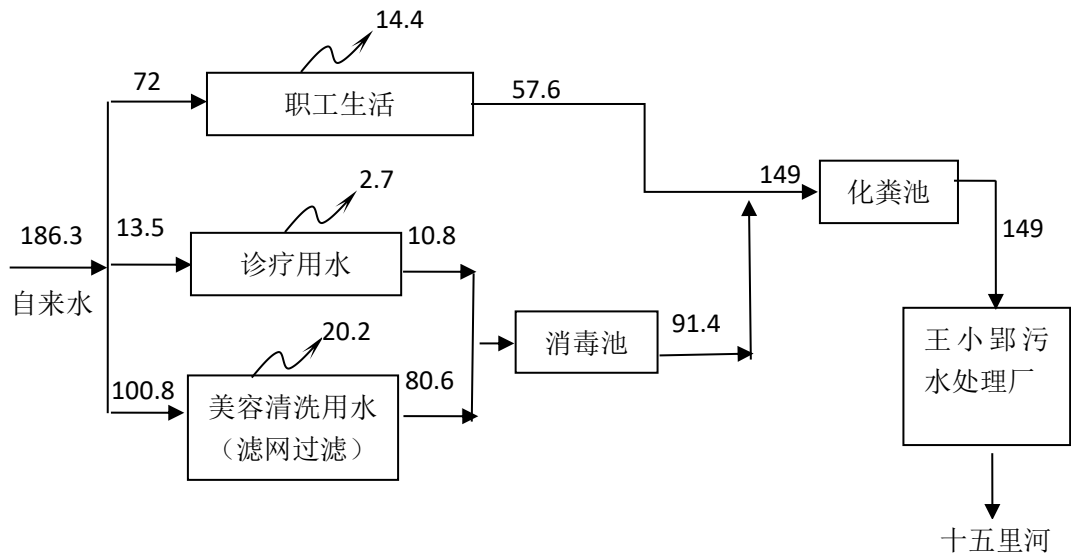 14.4
72
职工生活
57.6
2.7
149
化粪池
186.3
13.5
诊疗用水
10.8
149
自来水
20.2
消毒池
91.4
王小郢污
水处理厂
100.8
美容清洗用水
80.6
（滤网过滤）
十五里河